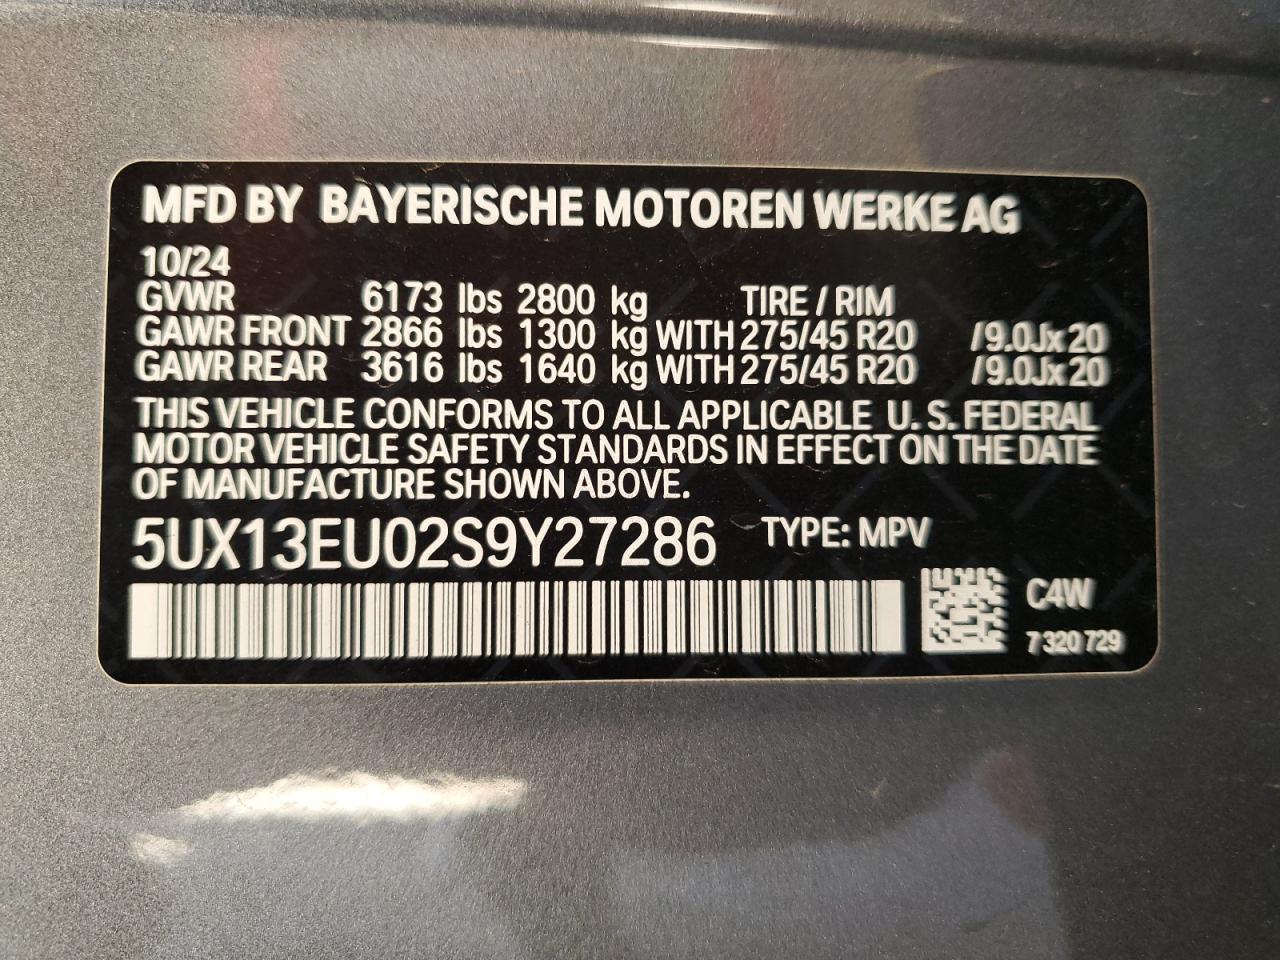 MFD BY BAYERISCHE MOTOREN WERKE AG
10/24
GVWR 6173 lbs 2800 kg TIRE / RIM
GAWR FRONT 2866 lbs 1300 kg WITH 275/45 R20 /9.0Jx20
GAWR REAR 3616 lbs 1640 kg WITH 275/45 R20 /9.0Jx20
THIS VEHICLE CONFORMS TO ALL APPLICABLE U.S. FEDERAL
MOTOR VEHICLE SAFETY STANDARDS IN EFFECT ON THE DATE
OF MANUFACTURE SHOWN ABOVE.
5UX13EU02S9Y27286 TYPE: MPV
C4W
7 320 729